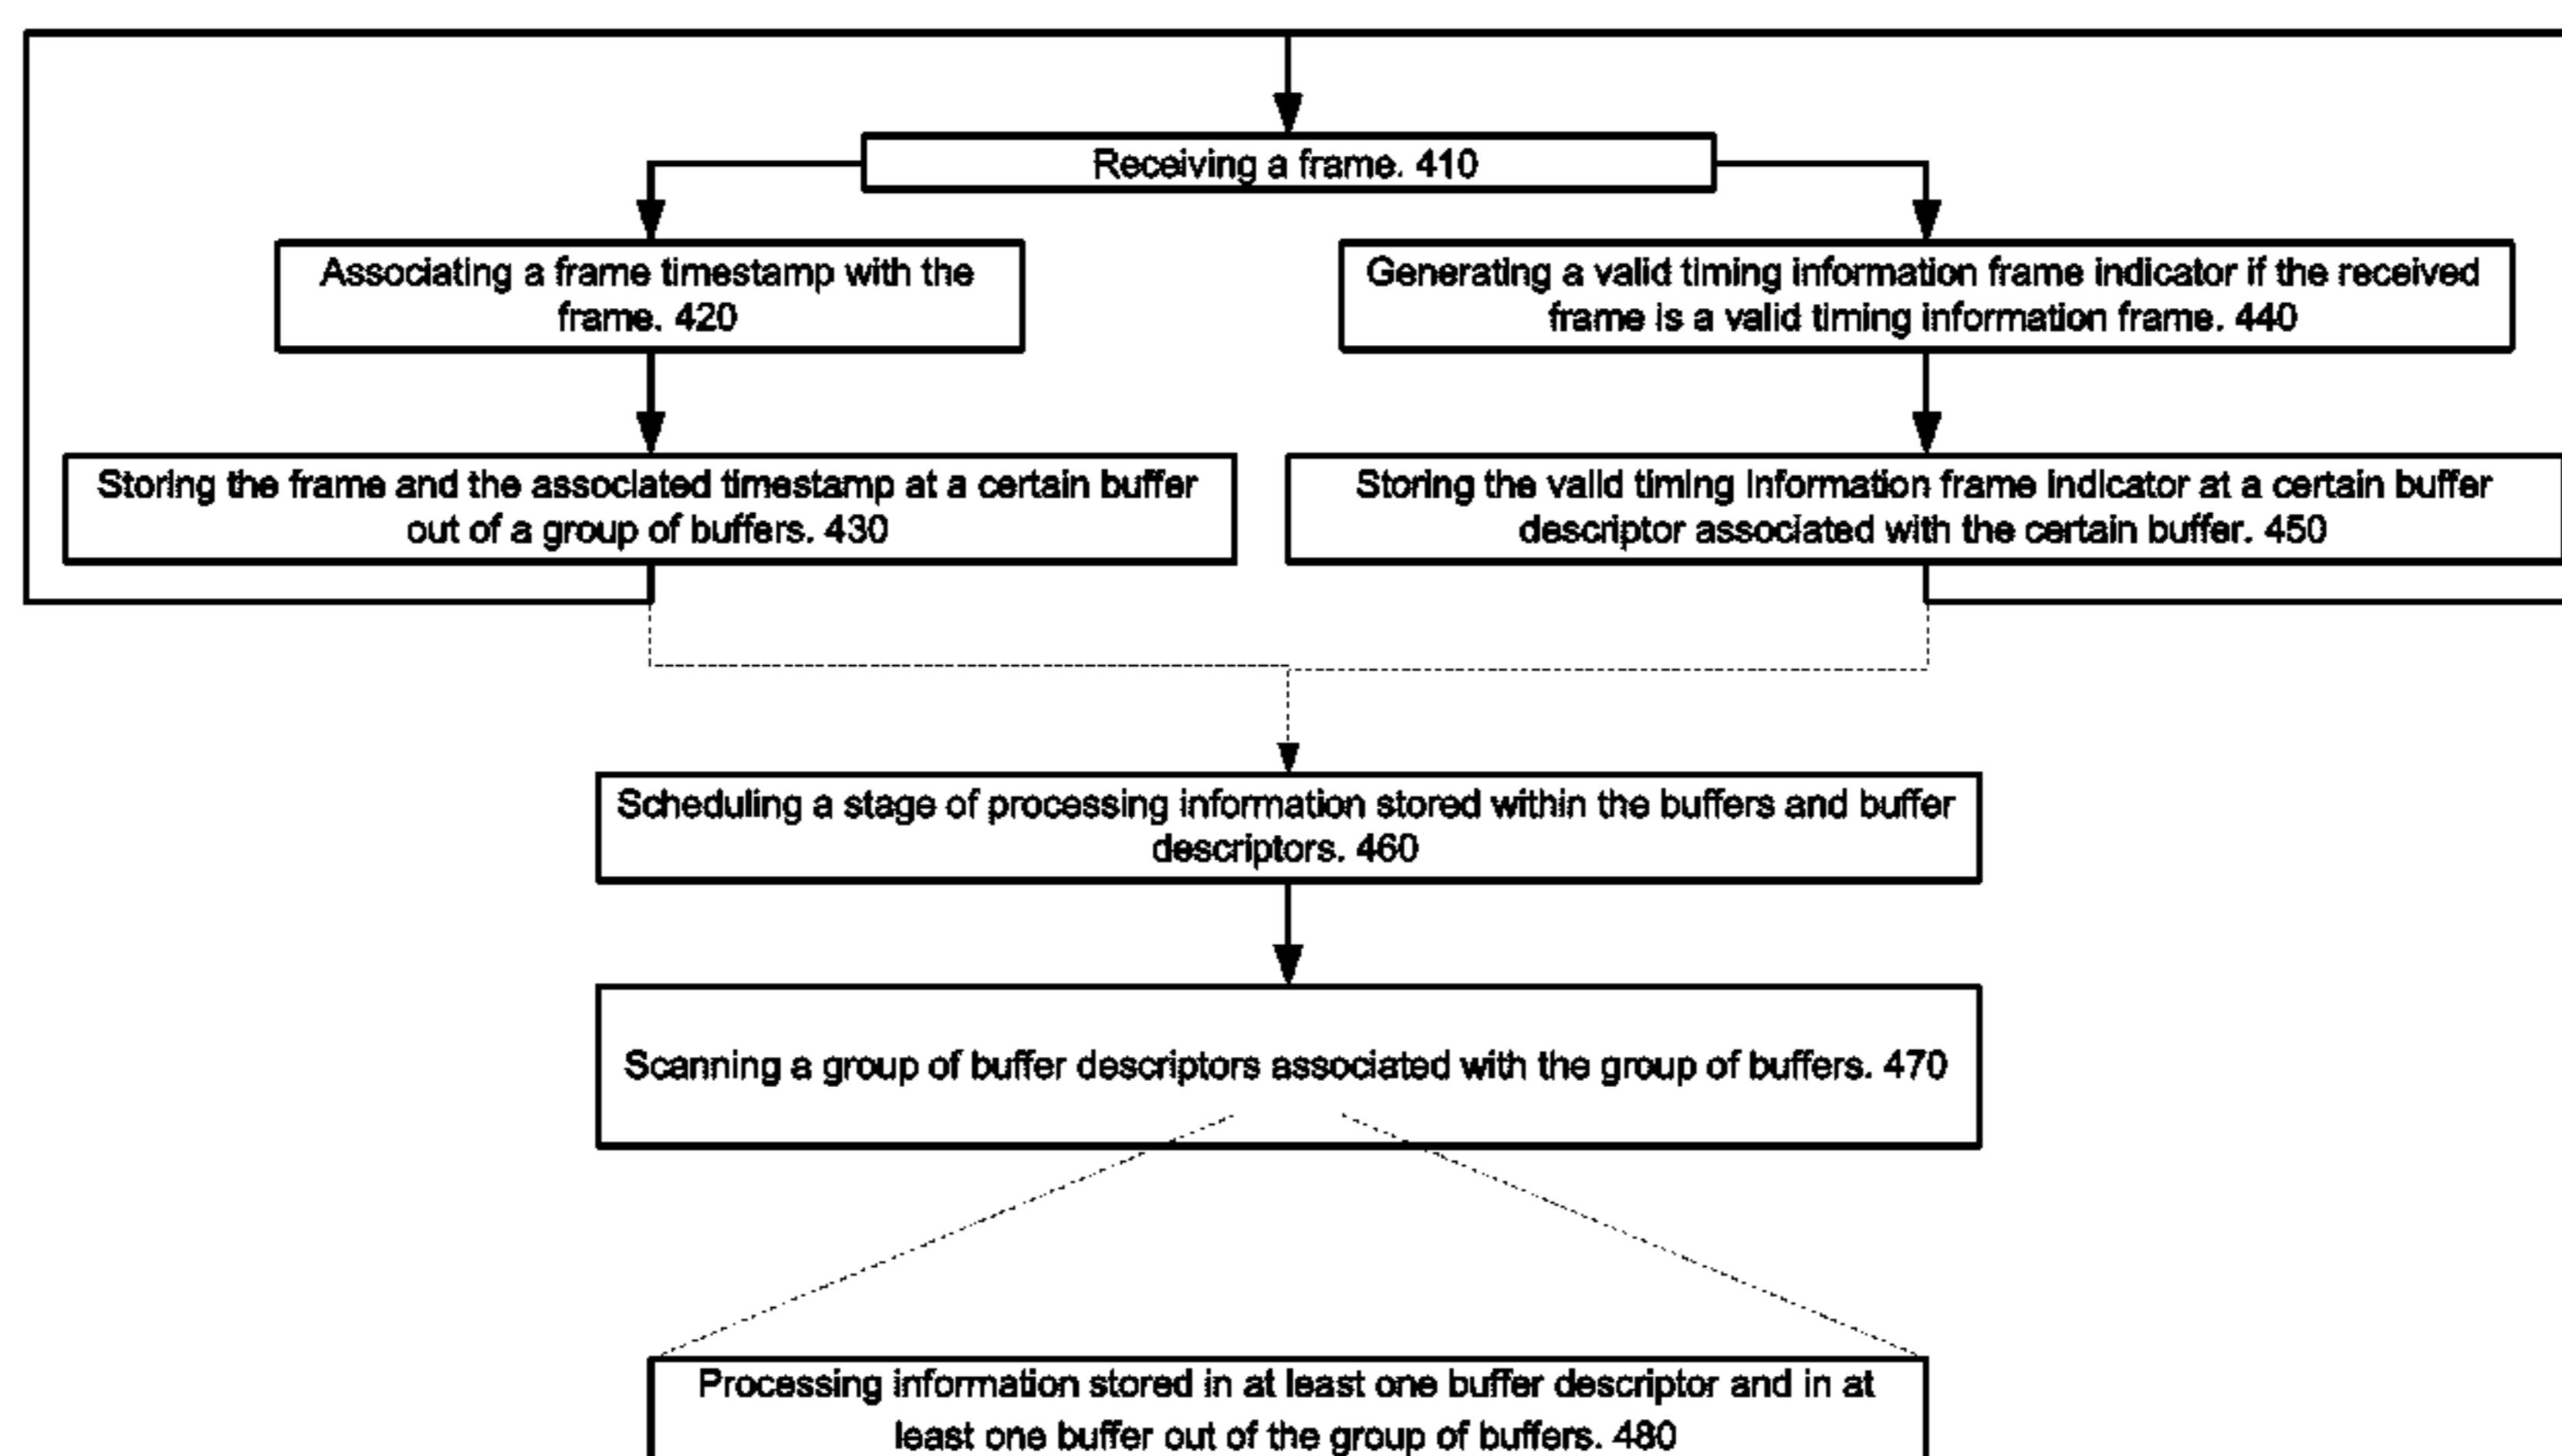 Receiving a frame. 410
Associating a frame timestamp with the
frame. 420
Generating a valid timing information frame indicator if the received
frame is a valid timing information frame. 440
Storing the frame and the associated timestamp at a certain buffer
out of a group of buffers. 430
Storing the valid timing information frame indicator at a certain buffer
descriptor associated with the certain buffer. 450
Scheduling a stage of processing information stored within the buffers and buffer
descriptors. 460
Scanning a group of buffer descriptors associated with the group of buffers. 470
Processing information stored in at least one buffer descriptor and in at
least one buffer out of the group of buffers. 480